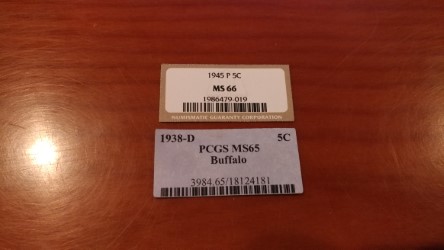 1945 P 5C
MS 66
1986479-019
NUMISMATIC GUARANTY CORPORATION
1938-D 5C
PCGS MS65
Buffalo
3984.65/18124181